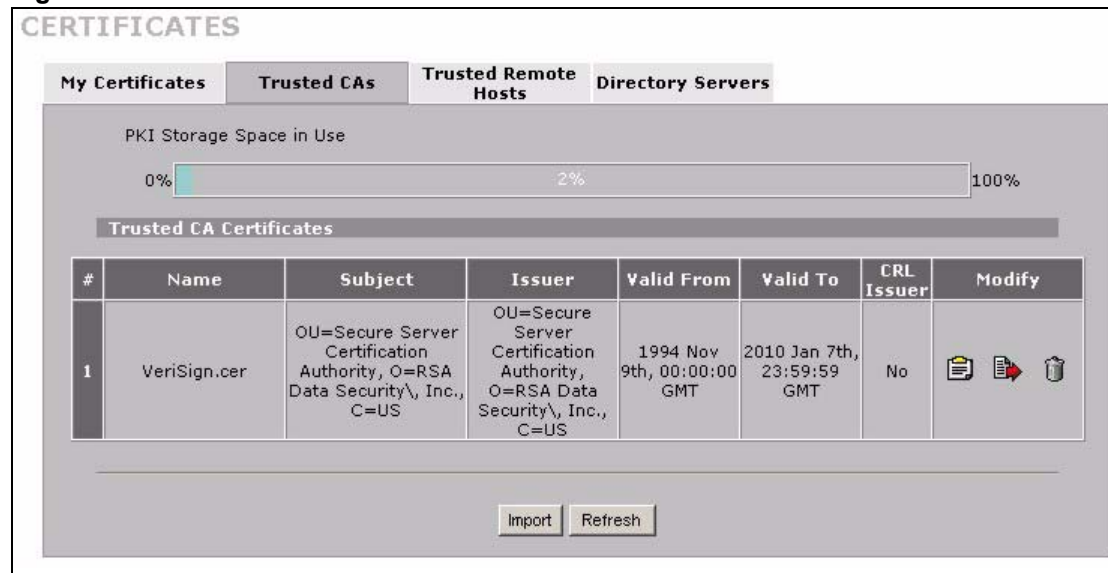 CERTIFICATES
My Certificates
Trusted CAs
Trusted Remote
Hosts
Directory Servers
PKI Storage Space in Use
0%
2%
100%
Trusted CA Certificates
#
Name
Subject
Issuer
Valid From
Valid To
CRL
Issuer
Modify
1
VeriSign.cer
OU=Secure Server
Certification
Authority, O=RSA
Data Security\, Inc.,
C=US
OU=Secure
Server
Certification
Authority,
O=RSA Data
Security\, Inc.,
C=US
1994 Nov
9th, 00:00:00
GMT
2010 Jan 7th,
23:59:59
GMT
No
Import
Refresh